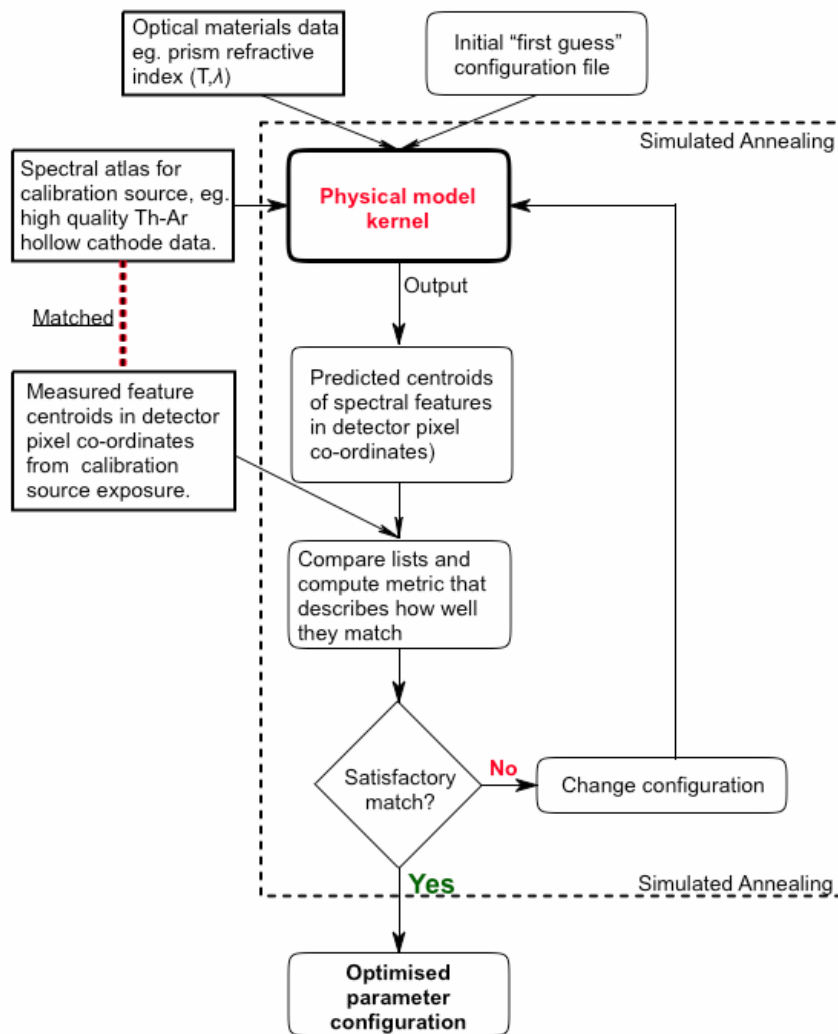 Optical materials data
eg. prism refractive
index (T,λ)
Initial “first guess”
configuration file
Simulated Annealing
Spectral atlas for
calibration source, eg.
high quality Th-Ar
hollow cathode data.
Physical model
kernel
Output
Matched
Predicted centroids
of spectral features
in detector pixel
co-ordinates)
Measured feature
centroids in detector
pixel co-ordinates
from calibration
source exposure.
Compare lists and
compute metric that
describes how well
they match
Satisfactory
match?
No
Change configuration
Yes
Simulated Annealing
Optimised
parameter
configuration